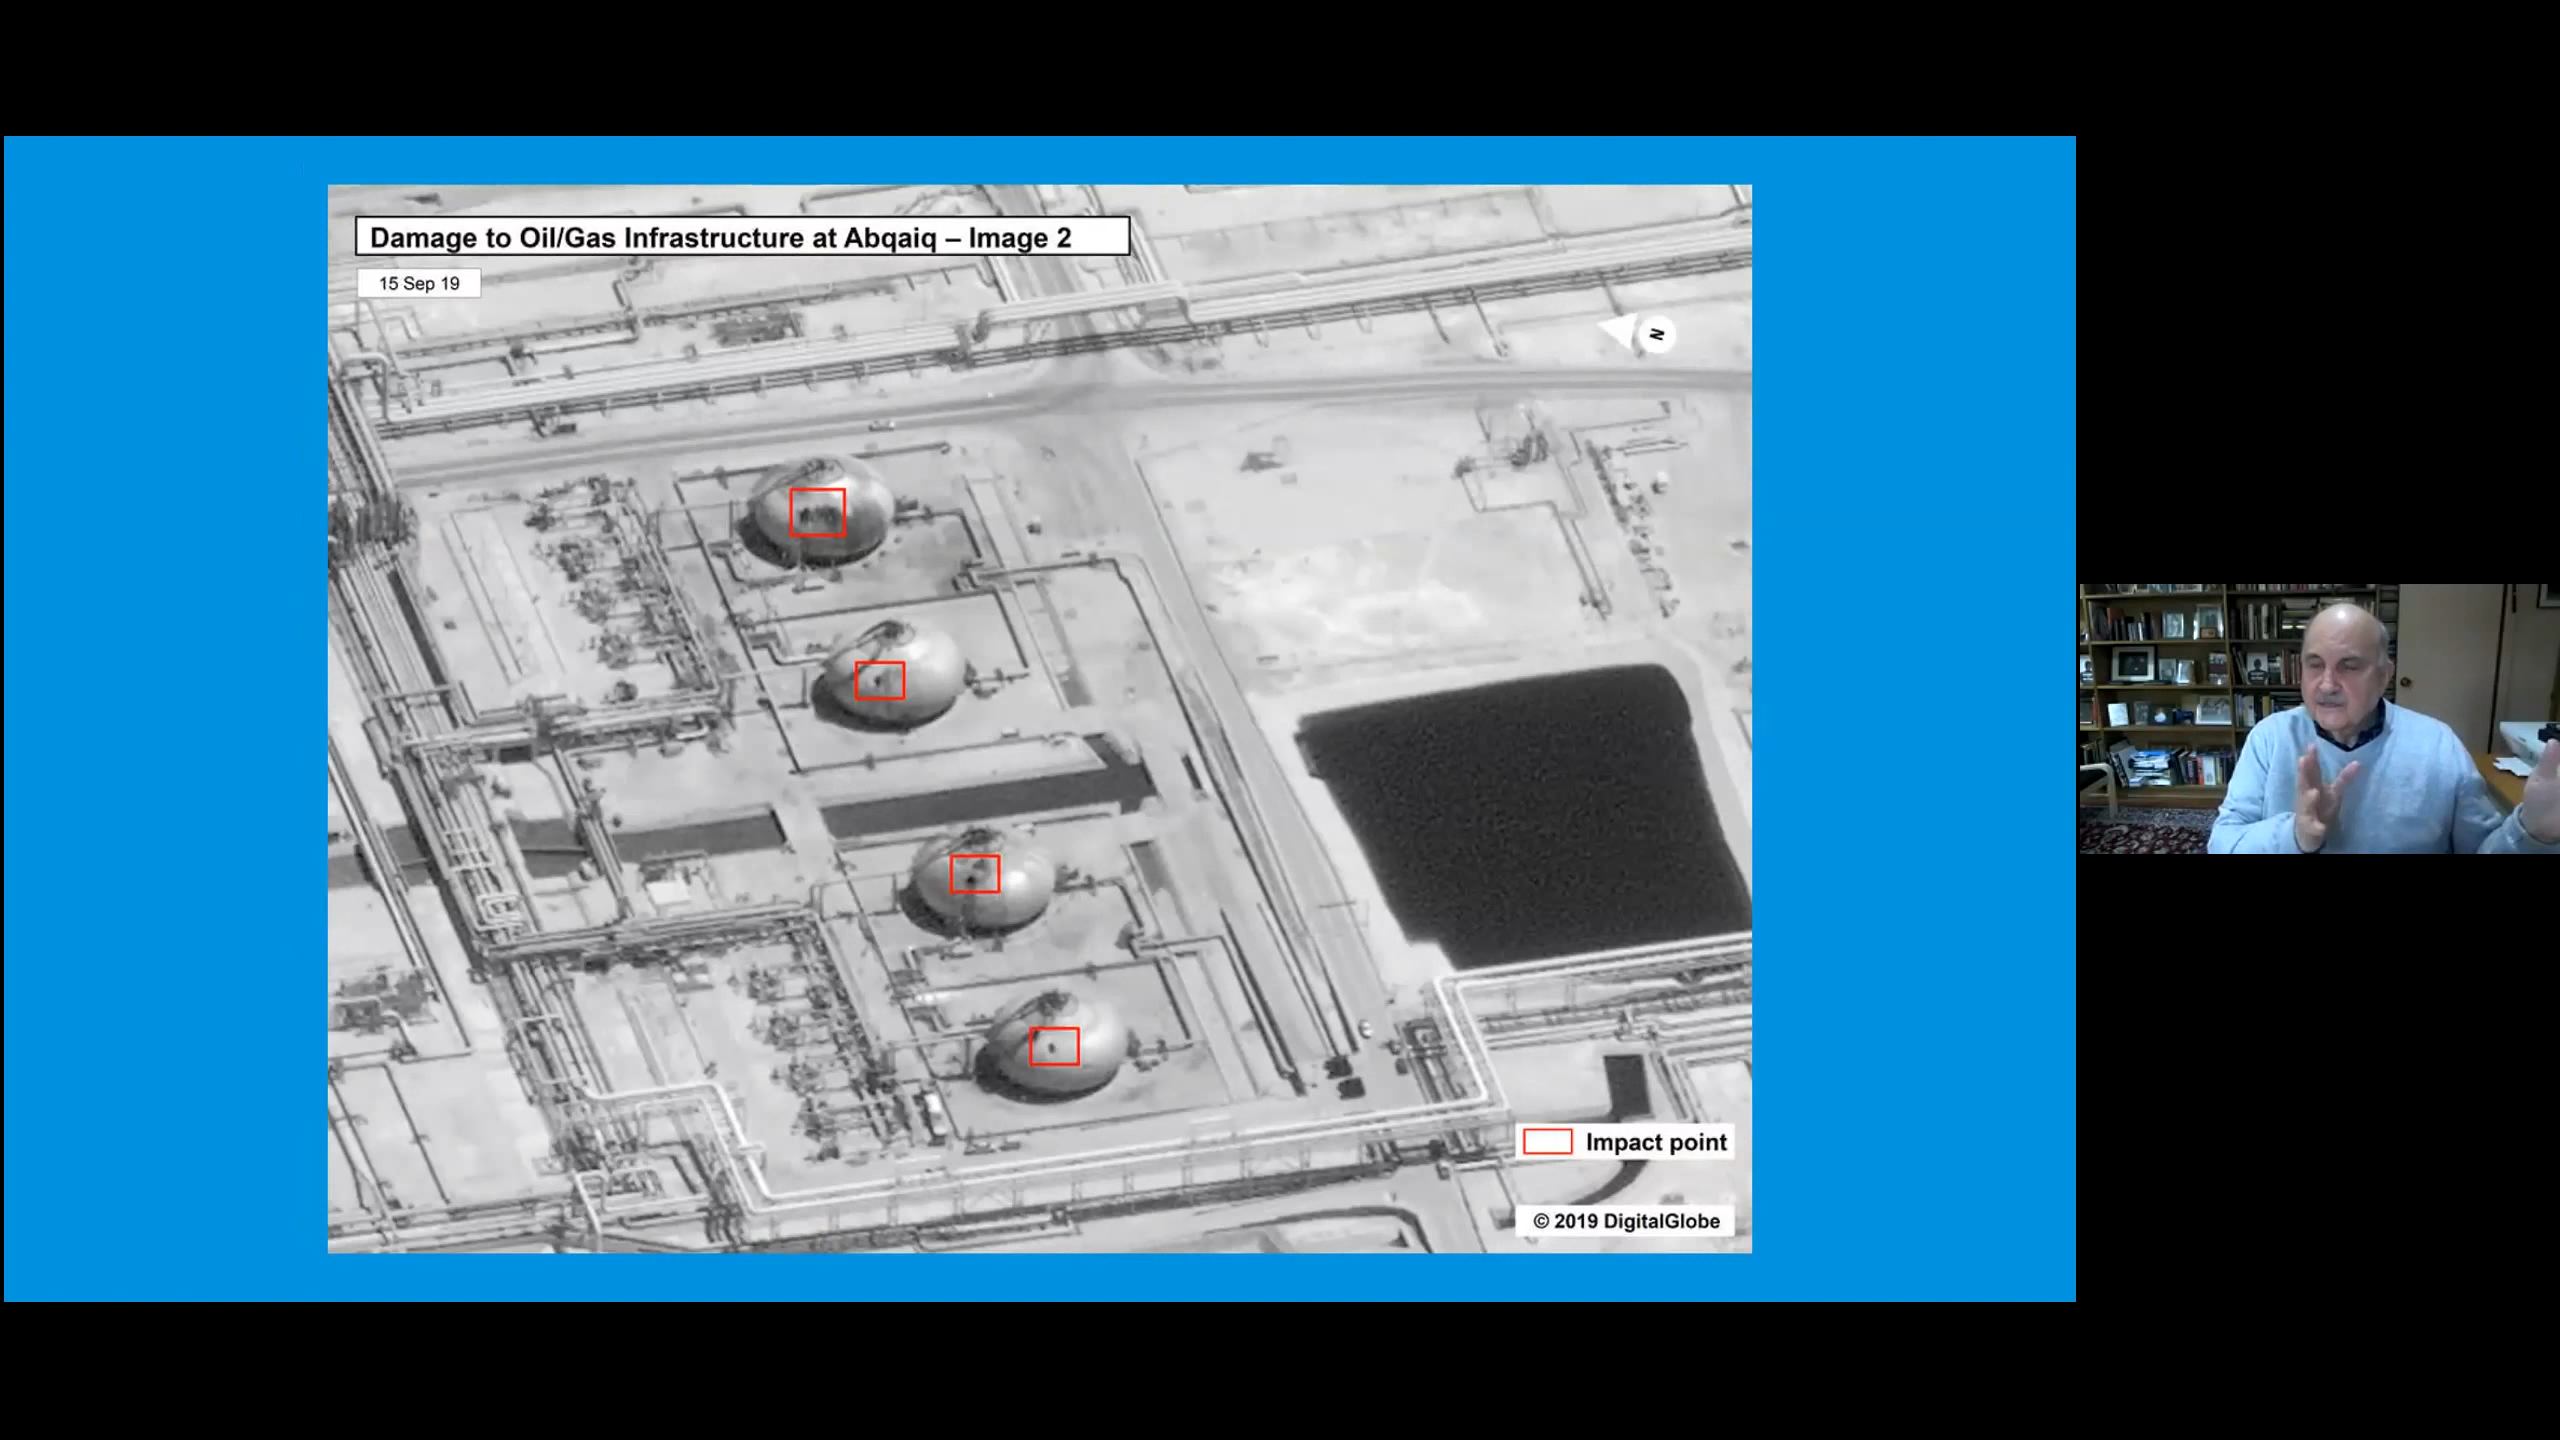 Damage to Oil/Gas Infrastructure at Abqaiq – Image 2
15 Sep 19
N
Impact point
© 2019 DigitalGlobe